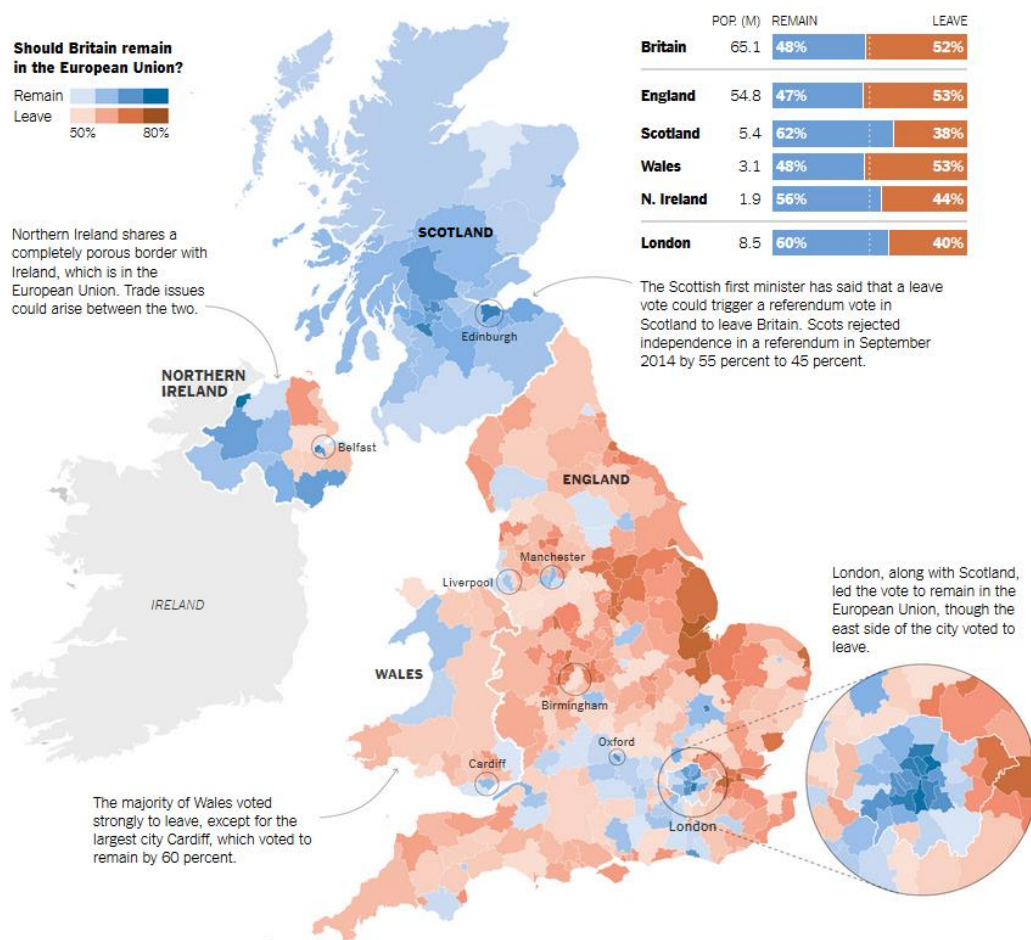 Should Britain remain
in the European Union?
Remain
Leave
50% 80%
POP. (M) REMAIN LEAVE
Britain 65.1 48% 52%
England 54.8 47% 53%
Scotland 5.4 62% 38%
Wales 3.1 48% 53%
N. Ireland 1.9 56% 44%
London 8.5 60% 40%
Northern Ireland shares a
completely porous border with
Ireland, which is in the
European Union. Trade issues
could arise between the two.
SCOTLAND
Edinburgh
The Scottish first minister has said that a leave
vote could trigger a referendum vote in
Scotland to leave Britain. Scots rejected
independence in a referendum in September
2014 by 55 percent to 45 percent.
NORTHERN
IRELAND
Belfast
ENGLAND
Manchester
Liverpool
IRELAND
London, along with Scotland,
led the vote to remain in the
European Union, though the
east side of the city voted to
leave.
WALES
Birmingham
Oxford
Cardiff
London
The majority of Wales voted
strongly to leave, except for the
largest city Cardiff, which voted to
remain by 60 percent.